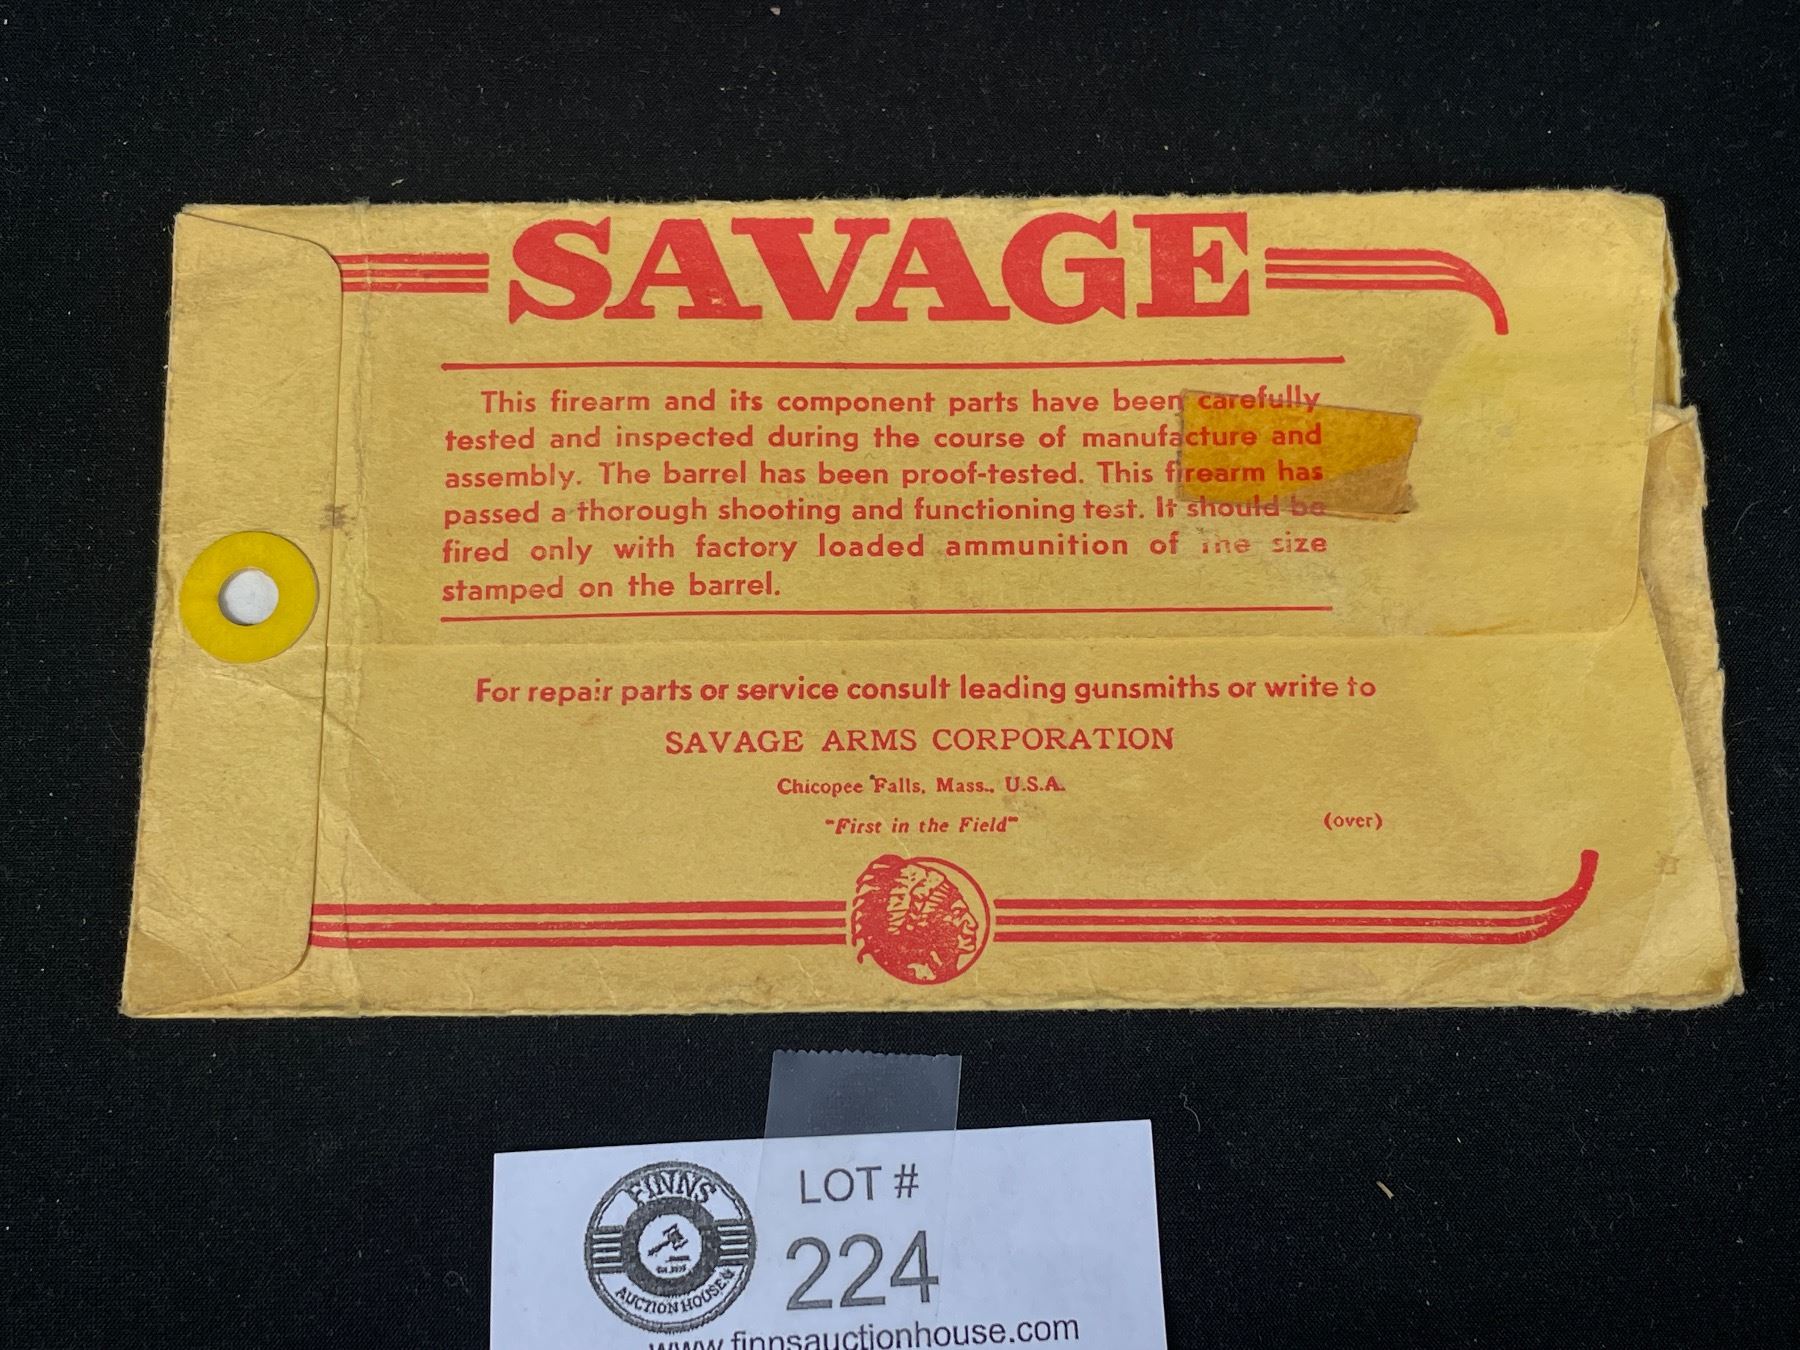 SAVAGE
This firearm and its component parts have been carefully
tested and inspected during the course of manufacture and
assembly. The barrel has been proof-tested. This firearm has
passed a thorough shooting and functioning test. It should be
fired only with factory loaded ammunition of the size
stamped on the barrel.
For repair parts or service consult leading gunsmiths or write to
SAVAGE ARMS CORPORATION
Chicopee Falls, Mass., U.S.A.
"First in the Field"
(over)
FINNS
AUCTION HOUSE
LOT #
224
www.finnsauctionhouse.com